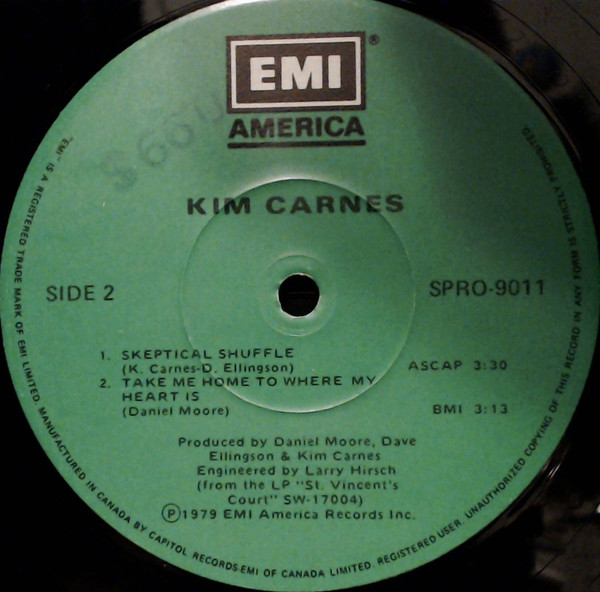 EMI®
AMERICA
KIM CARNES
SIDE 2
SPRO-9011
1. SKEPTICAL SHUFFLE
(K. Carnes-D. Ellingson) ASCAP 3:30
2. TAKE ME HOME TO WHERE MY
HEART IS
(Daniel Moore) BMI 3:13
Produced by Daniel Moore, Dave
Ellingson & Kim Carnes
Engineered by Larry Hirsch
(from the LP "St. Vincent's
Court" SW-17004)
Ⓟ1979 EMI America Records Inc.
"EMI" IS A REGISTERED TRADE MARK OF EMI LIMITED. MANUFACTURED IN CANADA BY CAPITOL RECORDS-EMI OF CANADA LIMITED. REGISTERED USER. UNAUTHORIZED COPYING OF THIS RECORD IN ANY FORM IS STRICTLY PROHIBITED.